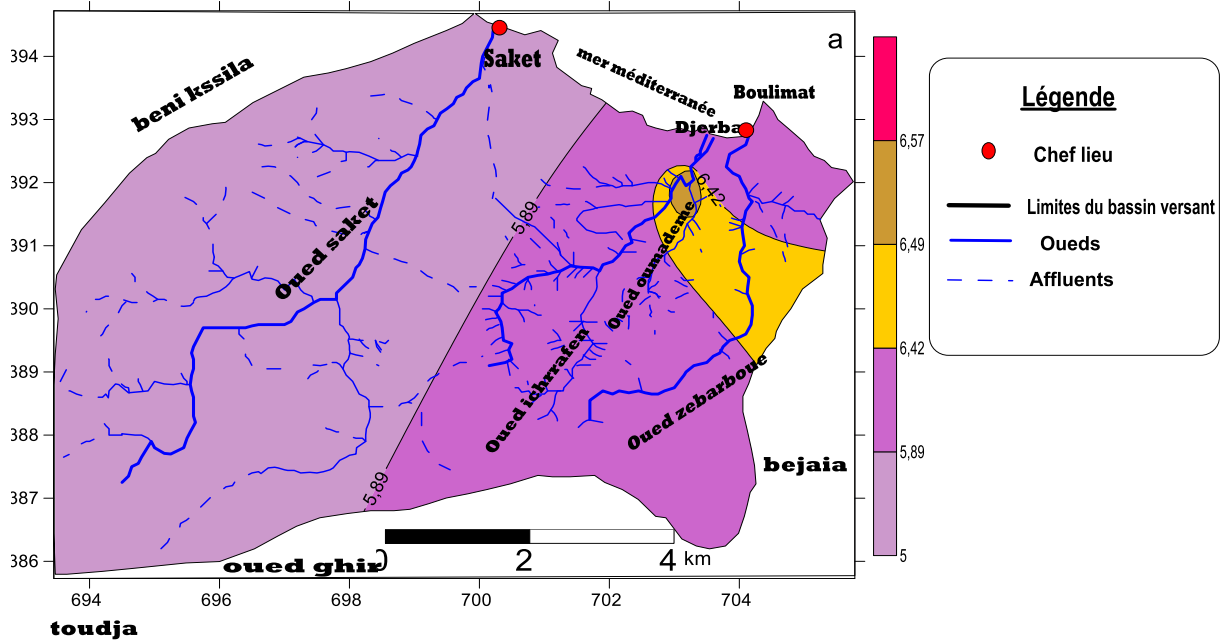 a
394
393
392
391
390
389
388
387
386
694
696
698
700
702
704
beni kssila
Saket
mer méditerranée
Boulimat
Djerba
Oued saket
5,89
6,42
Oued oumademe
Oued ichrrafen
Oued zebarboue
5,89
bejaia
oued ghir
toudja
0 2 4 km
6,57
6,49
6,42
5,89
5
Légende
Chef lieu
Limites du bassin versant
Oueds
Affluents